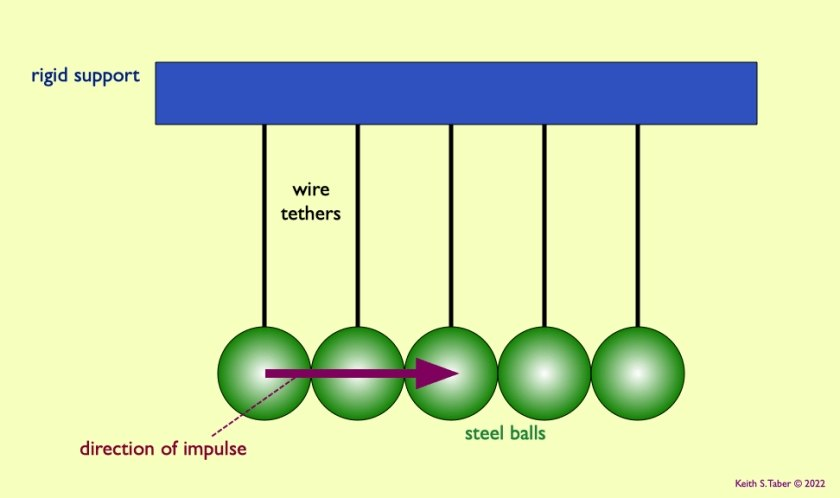 rigid support
wire
tethers
steel balls
direction of impulse
Keith S. Taber © 2022